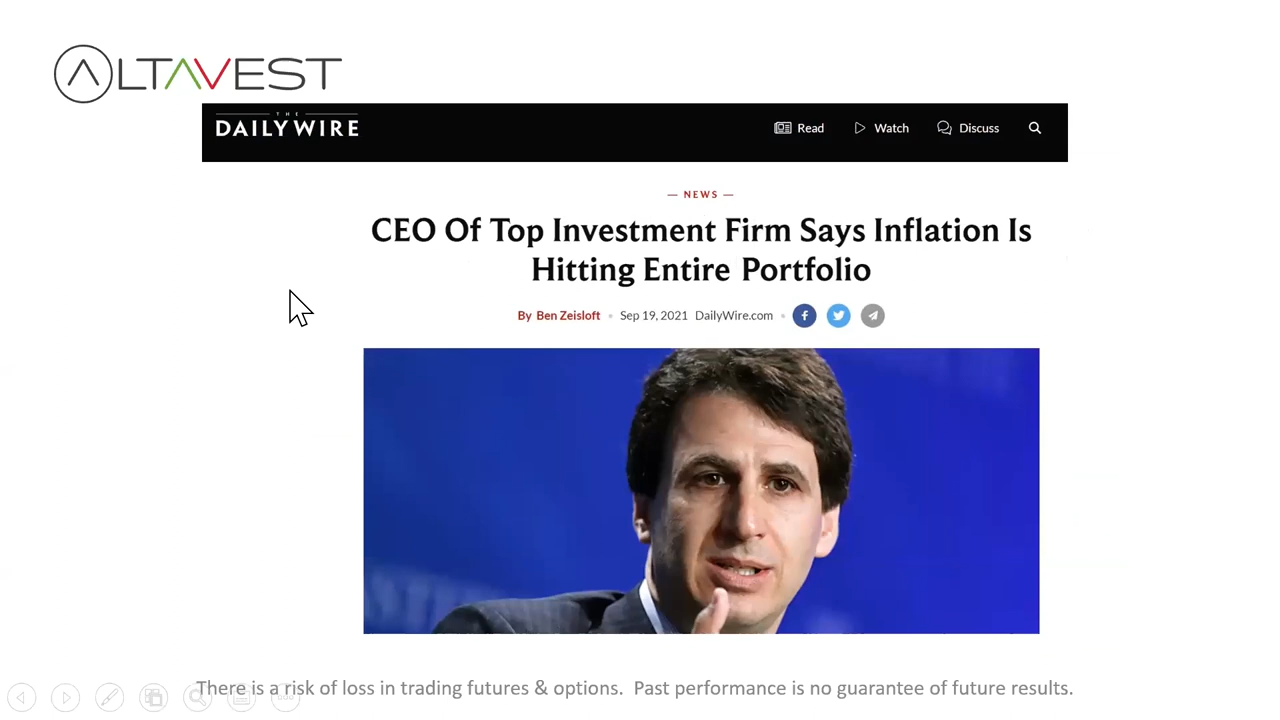 ALTAVEST
THE
DAILYWIRE
Read Watch Discuss
— NEWS —
CEO Of Top Investment Firm Says Inflation Is
Hitting Entire Portfolio
By Ben Zeisloft • Sep 19, 2021 DailyWire.com •
There is a risk of loss in trading futures & options. Past performance is no guarantee of future results.